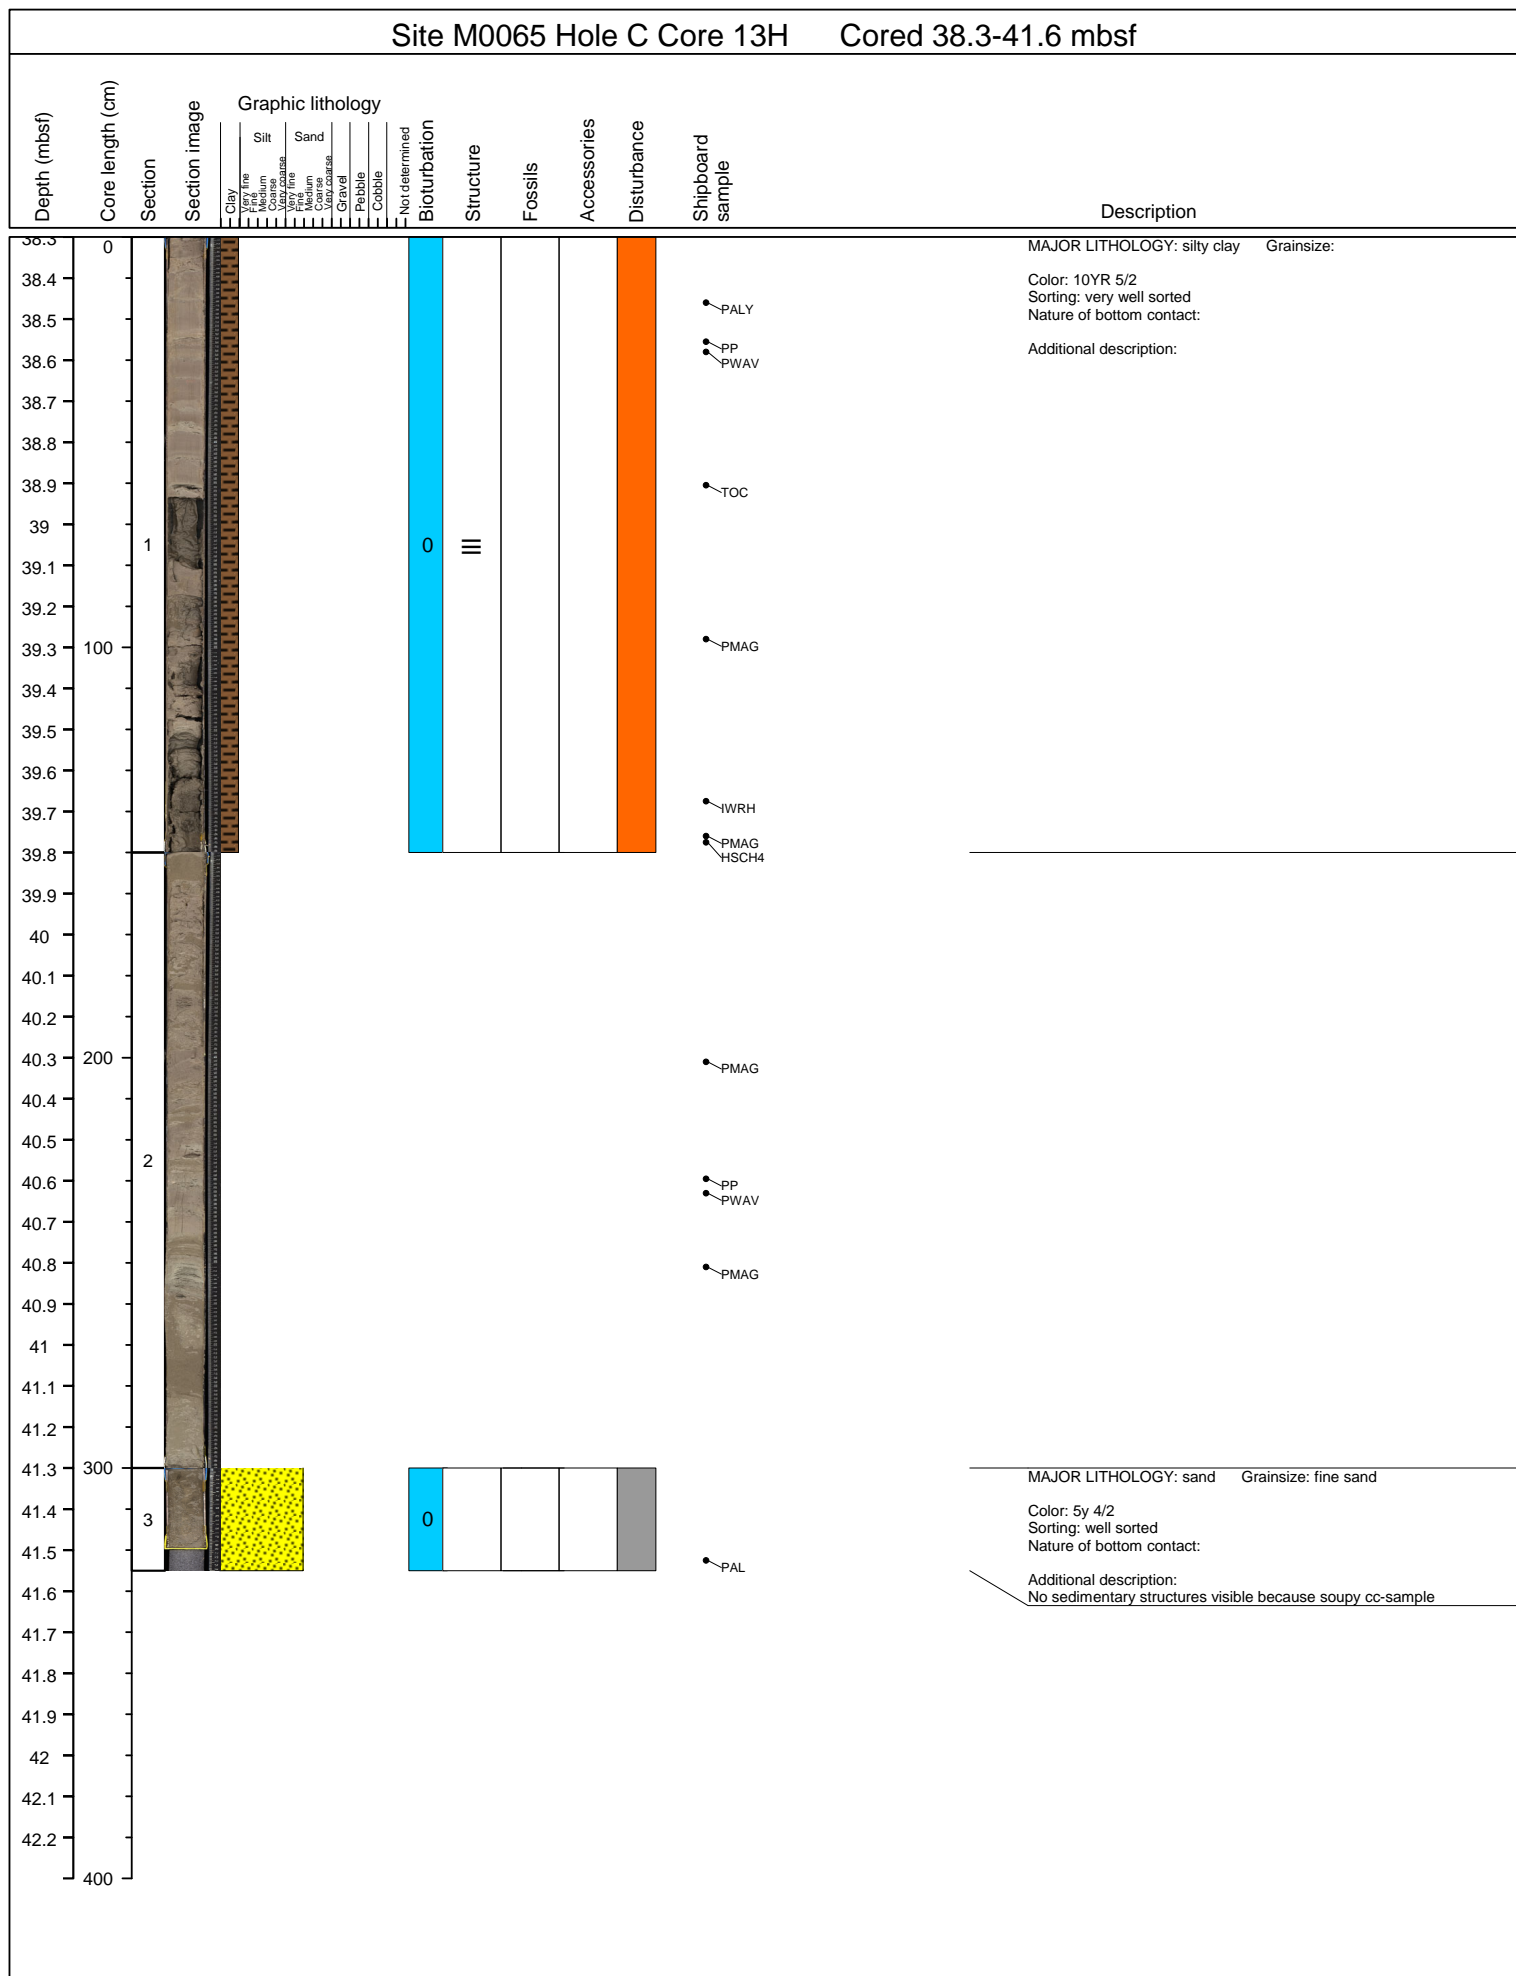 Site M0065 Hole C Core 13H Cored 38.3-41.6 mbsf
Depth (mbsf)
Core length (cm)
Section
Section image
Graphic lithology
Clay
Silt
Very fine
Fine
Medium
Coarse
Very coarse
Sand
Very fine
Fine
Medium
Coarse
Very coarse
Gravel
Pebble
Cobble
Not determined
Bioturbation
Structure
Fossils
Accessories
Disturbance
Shipboard
sample
Description
38.3
38.4
38.5
38.6
38.7
38.8
38.9
39
39.1
39.2
39.3
39.4
39.5
39.6
39.7
39.8
39.9
40
40.1
40.2
40.3
40.4
40.5
40.6
40.7
40.8
40.9
41
41.1
41.2
41.3
41.4
41.5
41.6
41.7
41.8
41.9
42
42.1
42.2
0
100
200
300
400
1
2
3
0
0
PALY
PP
PWAV
TOC
PMAG
IWRH
PMAG
HSCH4
PMAG
PP
PWAV
PMAG
PAL
MAJOR LITHOLOGY: silty clay Grainsize:
Color: 10YR 5/2
Sorting: very well sorted
Nature of bottom contact:
Additional description:
MAJOR LITHOLOGY: sand Grainsize: fine sand
Color: 5y 4/2
Sorting: well sorted
Nature of bottom contact:
Additional description:
No sedimentary structures visible because soupy cc-sample